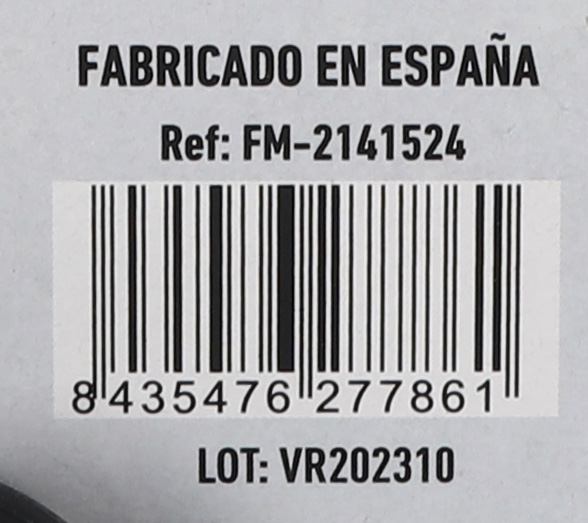 FABRICADO EN ESPAÑA
Ref: FM-2141524
8 435476 277861
LOT: VR202310